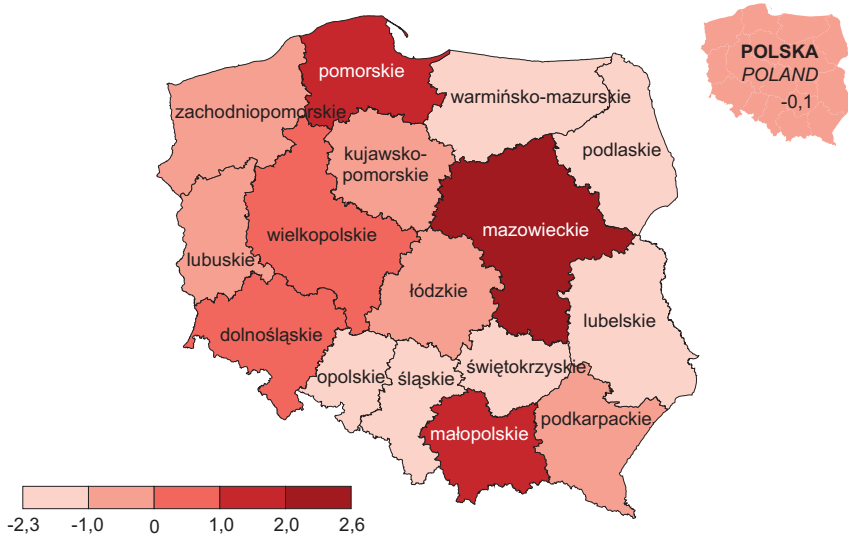 POLSKA
POLAND
-0,1
pomorskie
warmińsko-mazurskie
zachodniopomorskie
kujawsko-
pomorskie
podlaskie
mazowieckie
wielkopolskie
lubuskie
łódzkie
lubelskie
dolnośląskie
opolskie
śląskie
świętokrzyskie
małopolskie
podkarpackie
-2,3 -1,0 0 1,0 2,0 2,6